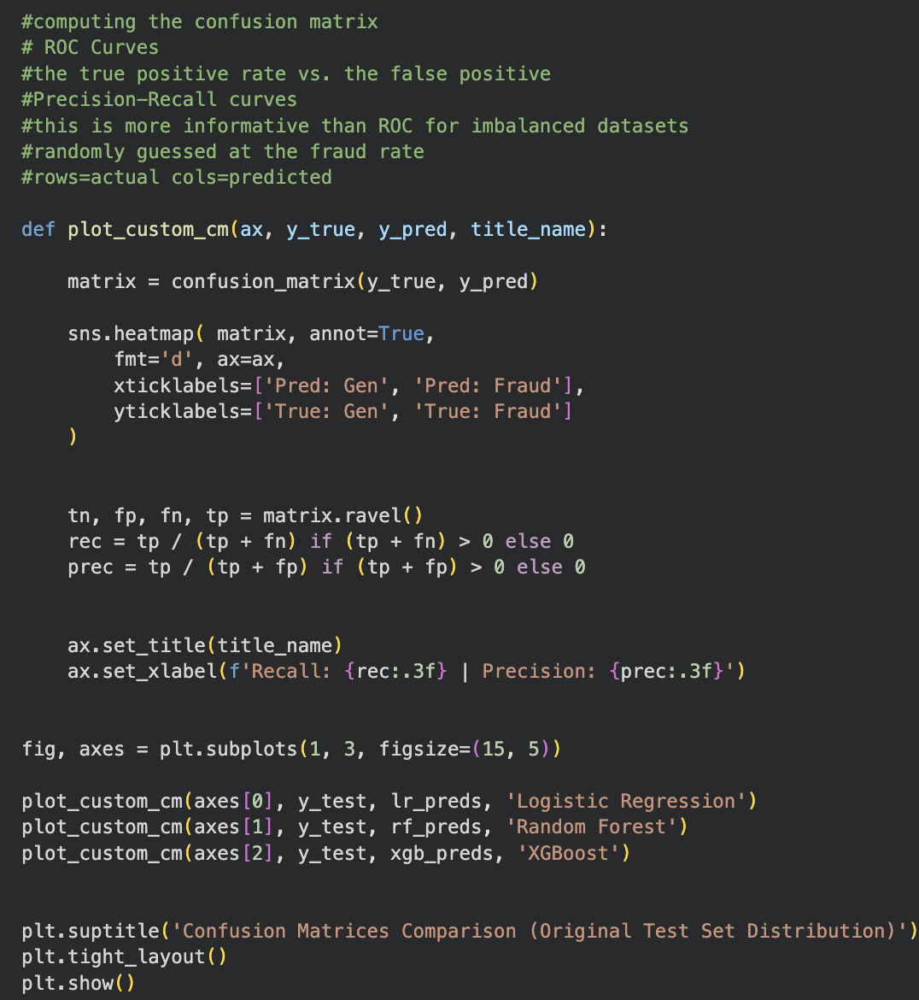 #computing the confusion matrix
# ROC Curves
#the true positive rate vs. the false positive
#Precision-Recall curves
#this is more informative than ROC for imbalanced datasets
#randomly guessed at the fraud rate
#rows=actual cols=predicted

def plot_custom_cm(ax, y_true, y_pred, title_name):

    matrix = confusion_matrix(y_true, y_pred)

    sns.heatmap( matrix, annot=True,
        fmt='d', ax=ax,
        xticklabels=['Pred: Gen', 'Pred: Fraud'],
        yticklabels=['True: Gen', 'True: Fraud']
    )

    tn, fp, fn, tp = matrix.ravel()
    rec = tp / (tp + fn) if (tp + fn) > 0 else 0
    prec = tp / (tp + fp) if (tp + fp) > 0 else 0

    ax.set_title(title_name)
    ax.set_xlabel(f'Recall: {rec:.3f} | Precision: {prec:.3f}')

fig, axes = plt.subplots(1, 3, figsize=(15, 5))

plot_custom_cm(axes[0], y_test, lr_preds, 'Logistic Regression')
plot_custom_cm(axes[1], y_test, rf_preds, 'Random Forest')
plot_custom_cm(axes[2], y_test, xgb_preds, 'XGBoost')

plt.suptitle('Confusion Matrices Comparison (Original Test Set Distribution)')
plt.tight_layout()
plt.show()